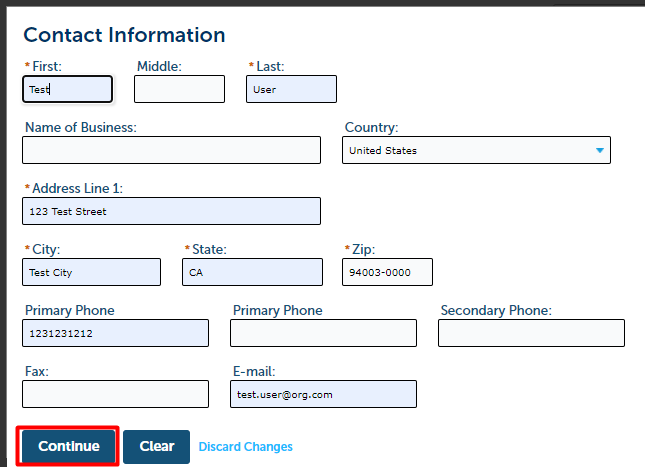 Contact Information
*First: Middle: *Last:
Test User
Name of Business: Country:
United States
*Address Line 1:
123 Test Street
*City: *State: *Zip:
Test City CA 94003-0000
Primary Phone Primary Phone Secondary Phone:
1231231212
Fax: E-mail:
test.user@org.com
Continue Clear Discard Changes